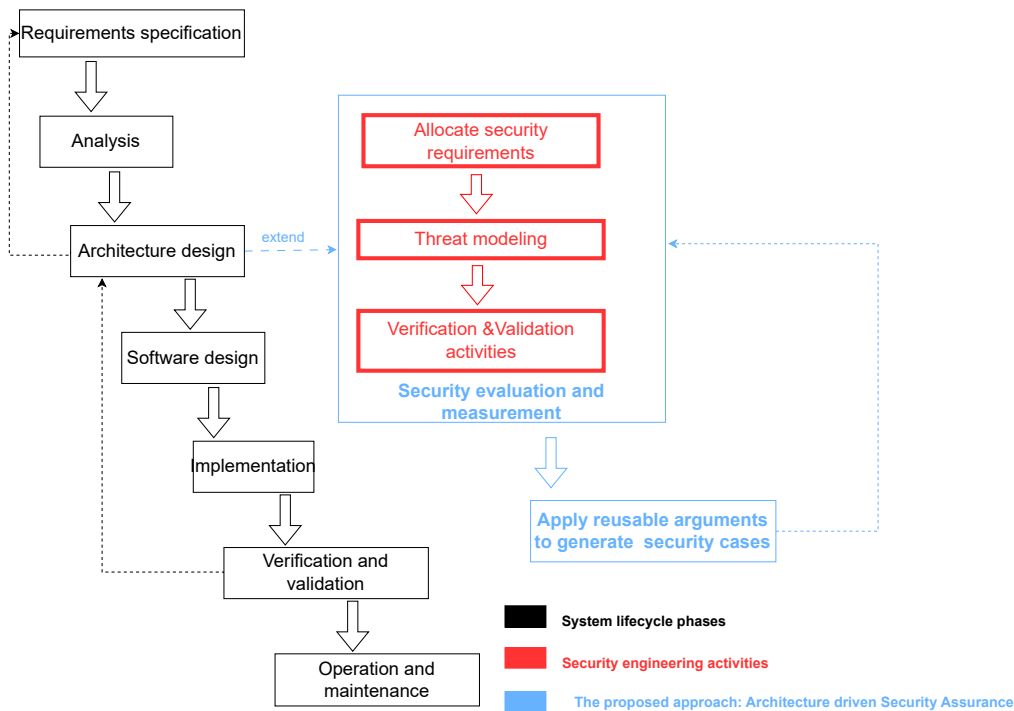 Requirements specification
Analysis
Architecture design
extend
Software design
Implementation
Verification and
validation
Operation and
maintenance
Allocate security
requirements
Threat modeling
Verification &Validation
activities
Security evaluation and
measurement
Apply reusable arguments
to generate security cases
System lifecycle phases
Security engineering activities
The proposed approach: Architecture driven Security Assurance